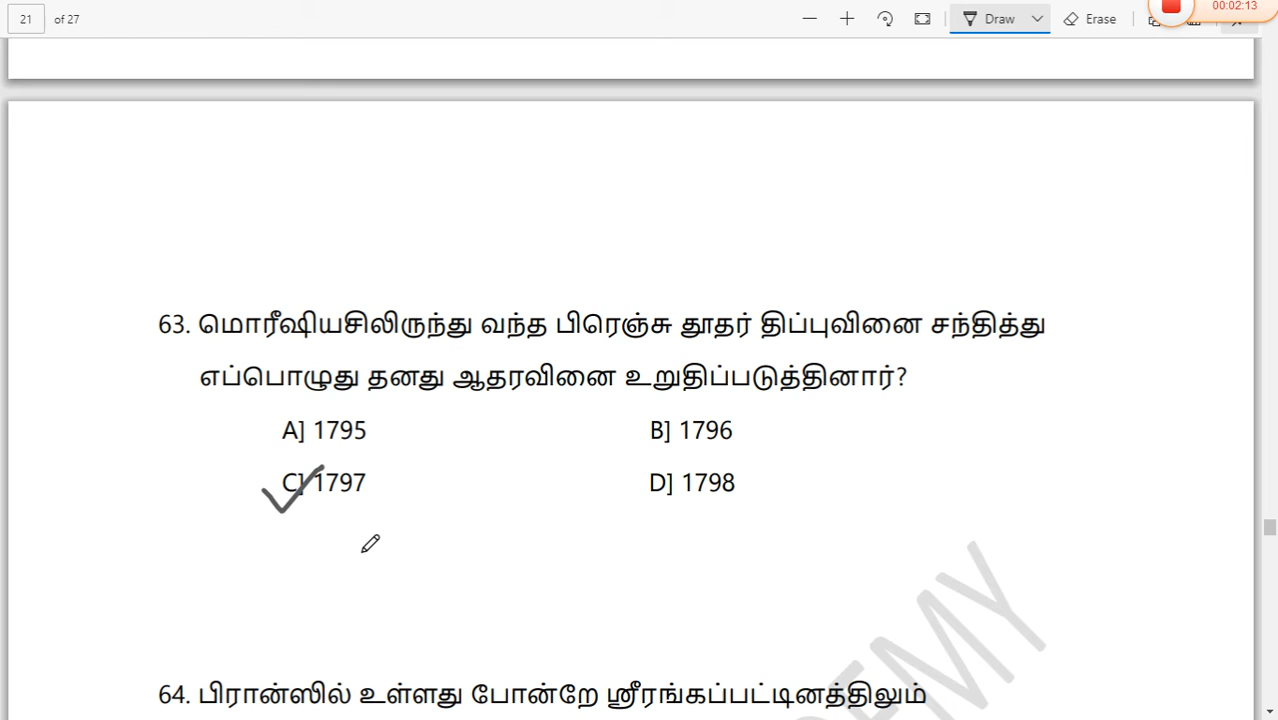 21 of 27 Draw Erase 00:02:13
63. மொரீஷியசிலிருந்து வந்த பிரெஞ்சு தூதர் திப்புவினை சந்தித்து
எப்பொழுது தனது ஆதரவினை உறுதிப்படுத்தினார்?
A] 1795 B] 1796
C] 1797 D] 1798
EMY
64. பிரான்ஸில் உள்ளது போன்றே ஸ்ரீரங்கப்பட்டினத்திலும்